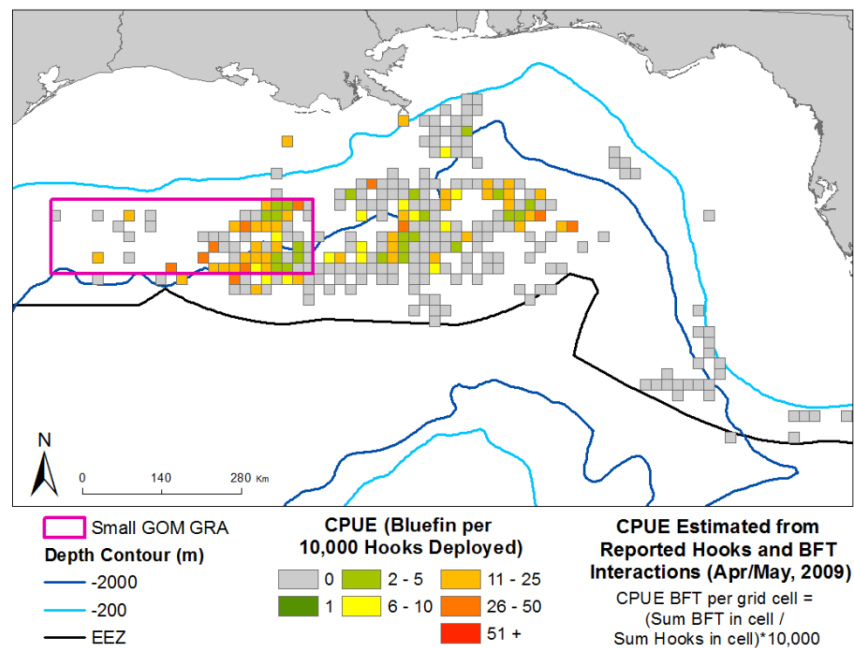 N
0 140 280 Km
Small GOM GRA
Depth Contour (m)
-2000
-200
EEZ
CPUE (Bluefin per
10,000 Hooks Deployed)
0 2 - 5 11 - 25
1 6 - 10 26 - 50
51 +
CPUE Estimated from
Reported Hooks and BFT
Interactions (Apr/May, 2009)
CPUE BFT per grid cell =
(Sum BFT in cell /
Sum Hooks in cell)*10,000